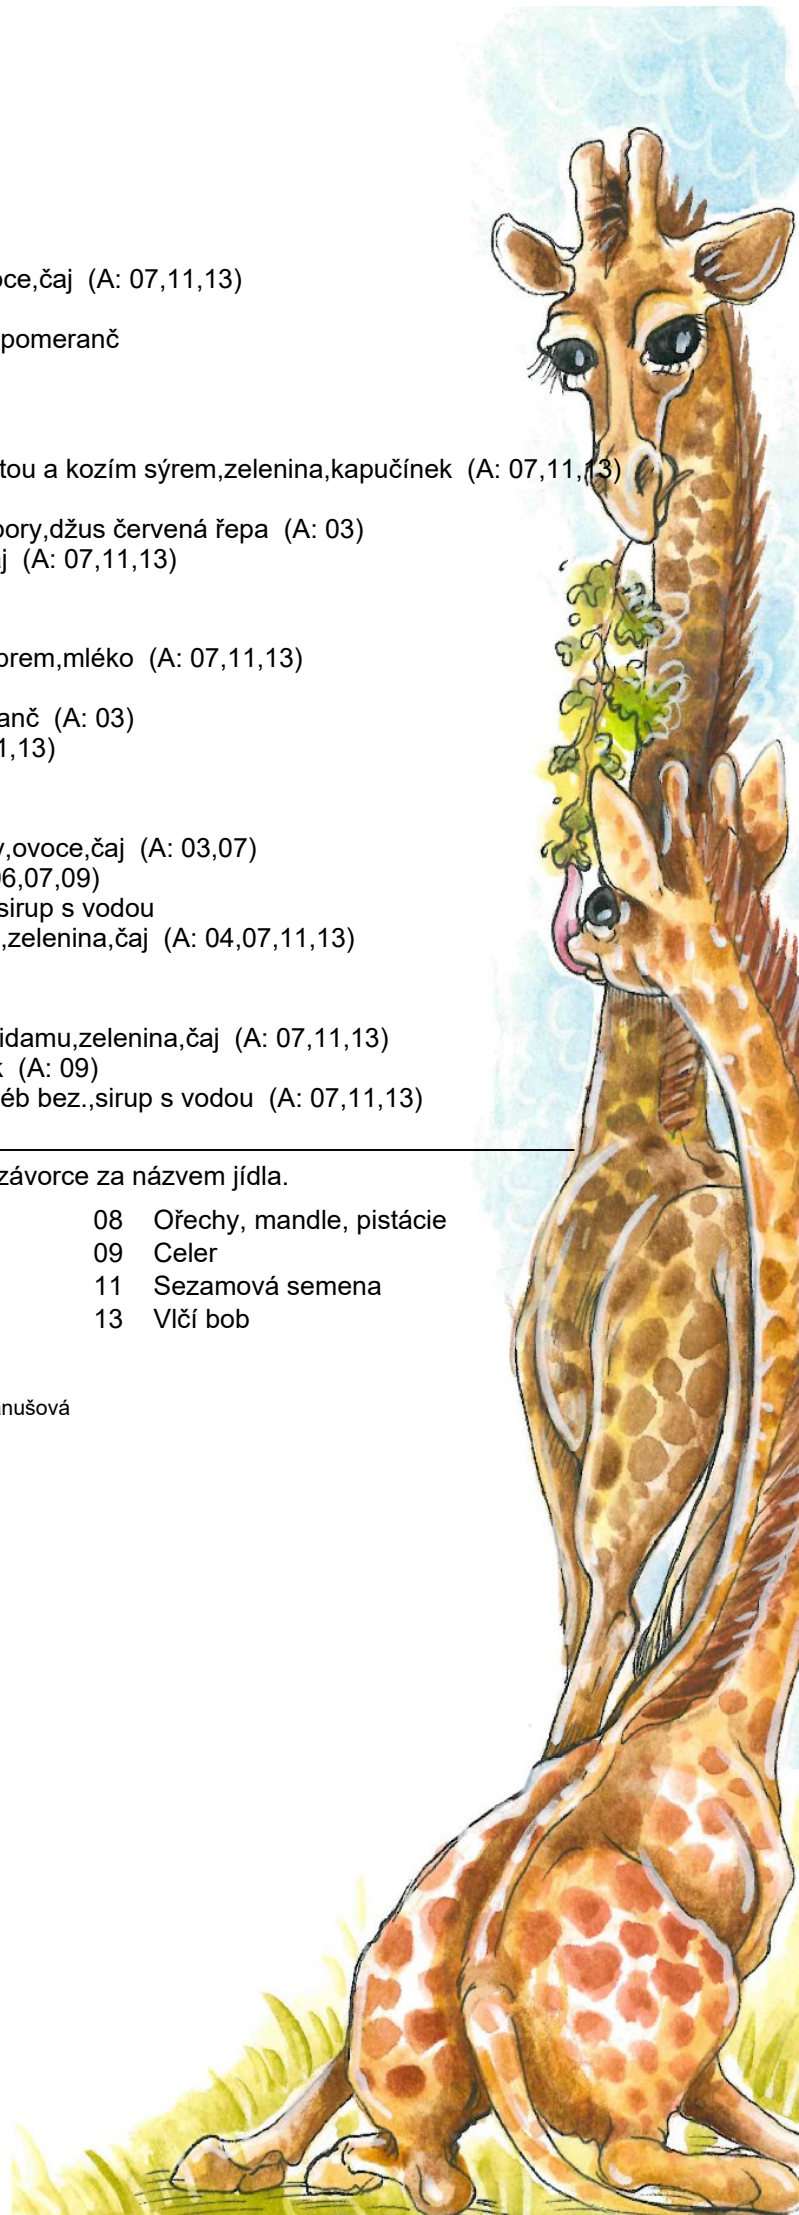 oce,čaj (A: 07,11,13)
pomeranč
tou a kozím sýrem,zelenina,kapučínek (A: 07,11,13)
pory,džus červená řepa (A: 03)
j (A: 07,11,13)
orem,mléko (A: 07,11,13)
anč (A: 03)
1,13)
y,ovoce,čaj (A: 03,07)
06,07,09)
sirup s vodou
,zelenina,čaj (A: 04,07,11,13)
idamu,zelenina,čaj (A: 07,11,13)
k (A: 09)
éb bez.,sirup s vodou (A: 07,11,13)
závorce za názvem jídla.
08 Ořechy, mandle, pistácie
09 Celer
11 Sezamová semena
13 Vlčí bob
anušová